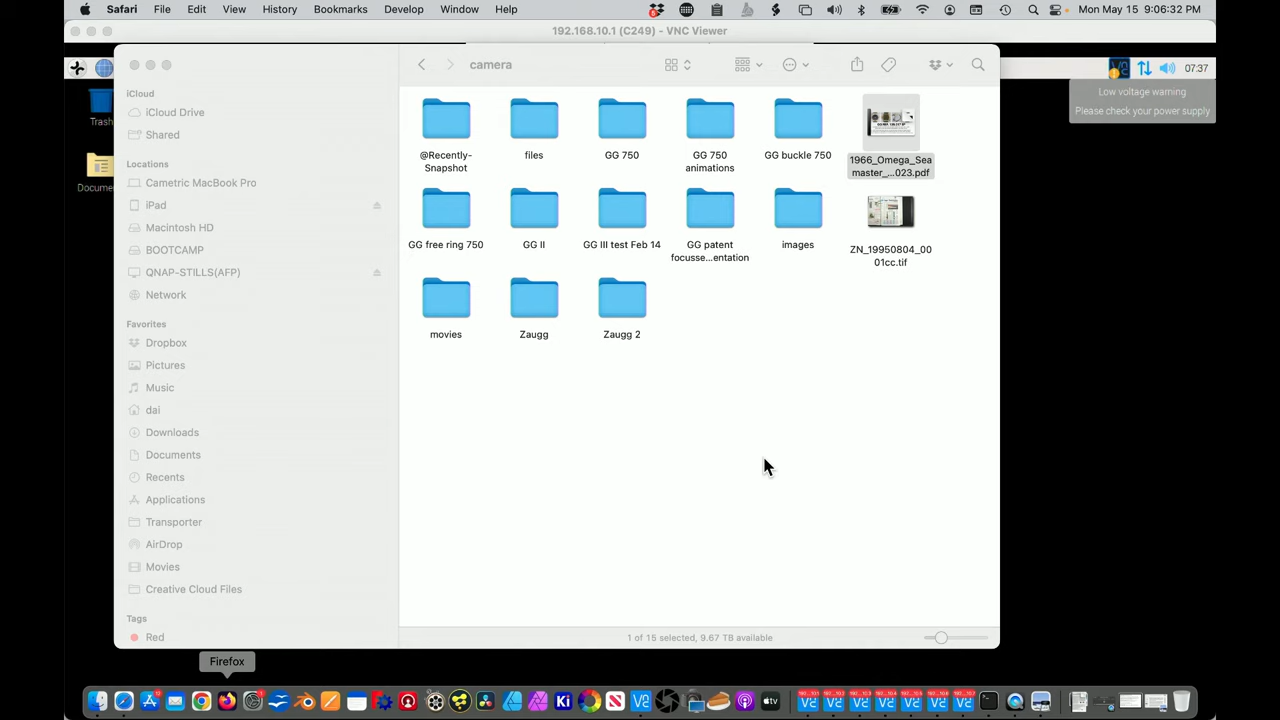 Safari File Edit View History Bookmarks Develop Window Help Mon May 15 9:06:32 PM
192.168.10.1 (C249) - VNC Viewer
07:37
Low voltage warning
Please check your power supply
Trash
Docume
camera
iCloud
iCloud Drive
Shared
Locations
Cametric MacBook Pro
iPad
Macintosh HD
BOOTCAMP
QNAP-STILLS(AFP)
Network
Favorites
Dropbox
Pictures
Music
dai
Downloads
Documents
Recents
Applications
Transporter
AirDrop
Movies
Creative Cloud Files
Tags
Red
@Recently-
Snapshot
files
GG 750
GG 750
animations
GG buckle 750
1966_Omega_Sea
master_...023.pdf
GG free ring 750
GG II
GG III test Feb 14
GG patent
focusse...entation
images
ZN_19950804_00
01cc.tif
movies
Zaugg
Zaugg 2
1 of 15 selected, 9.67 TB available
Firefox